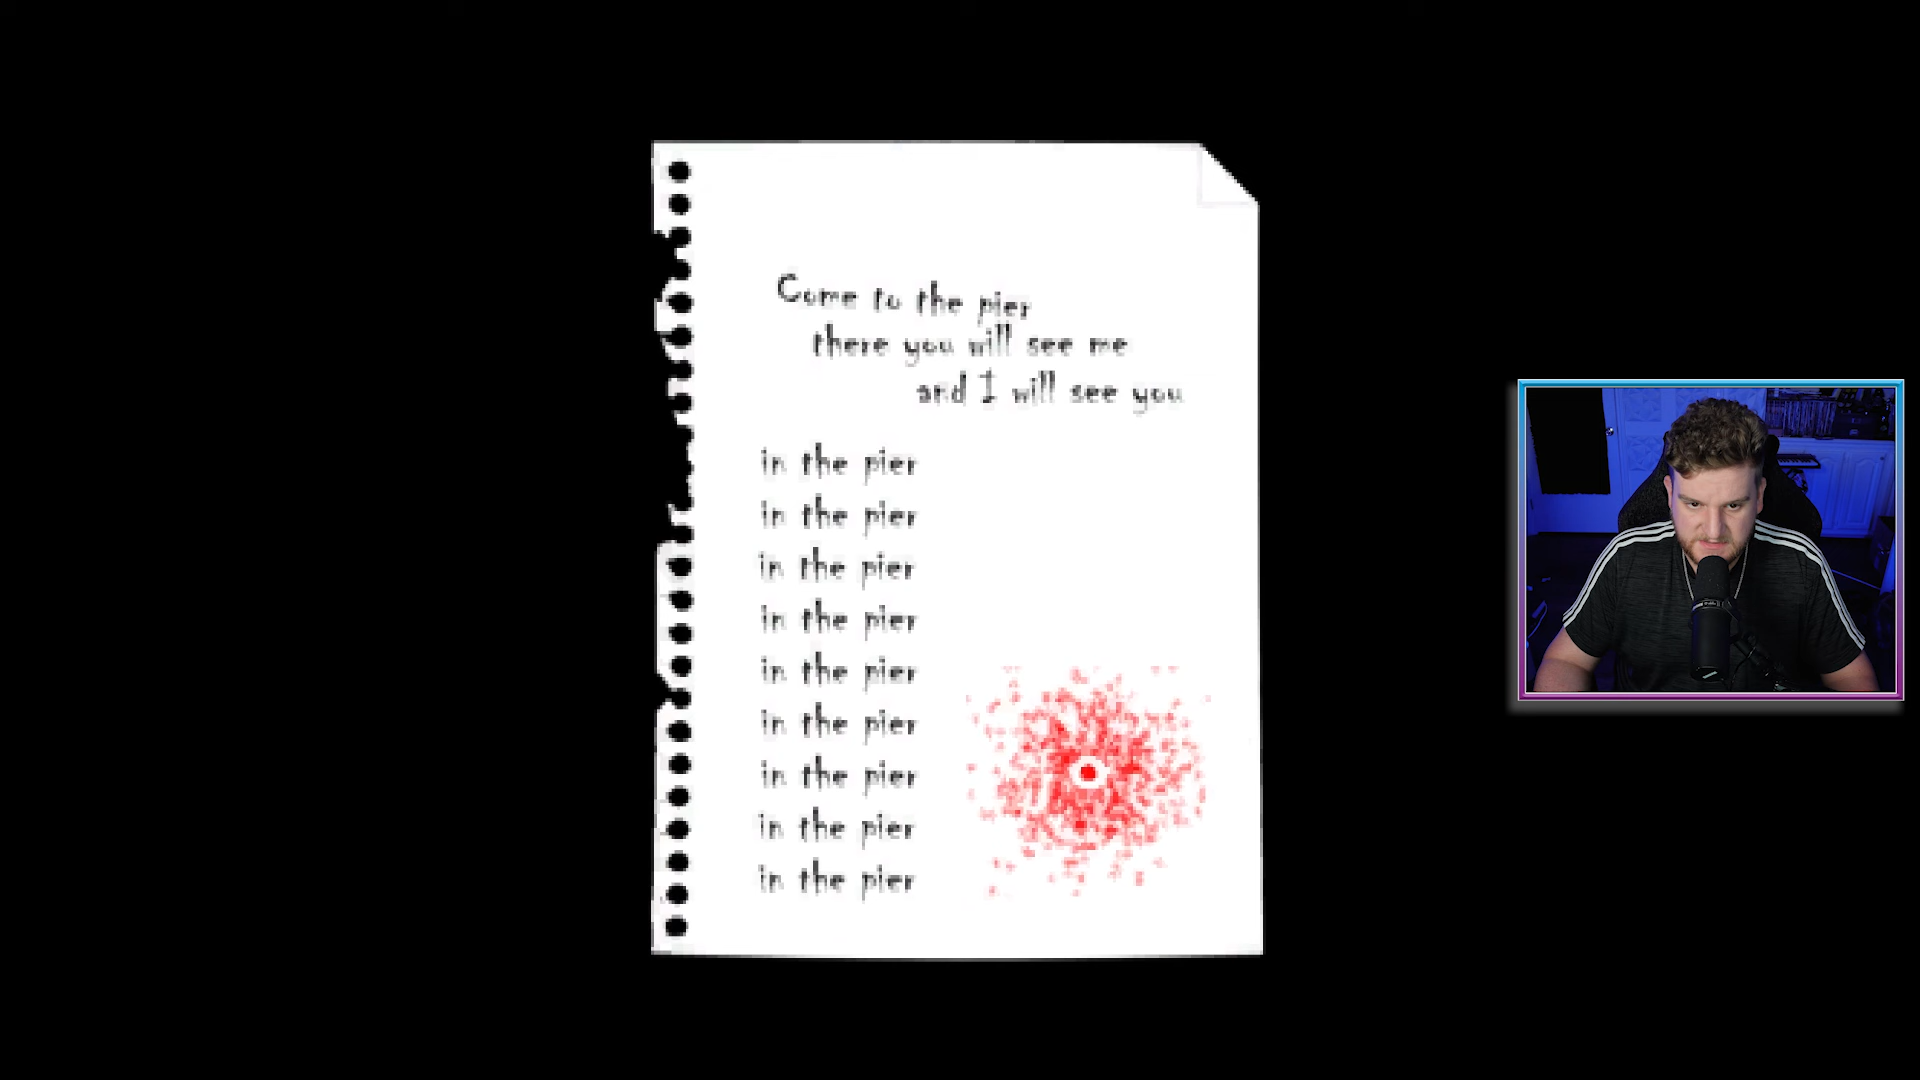 Come to the pier
there you will see me
and I will see you
in the pier
in the pier
in the pier
in the pier
in the pier
in the pier
in the pier
in the pier
in the pier